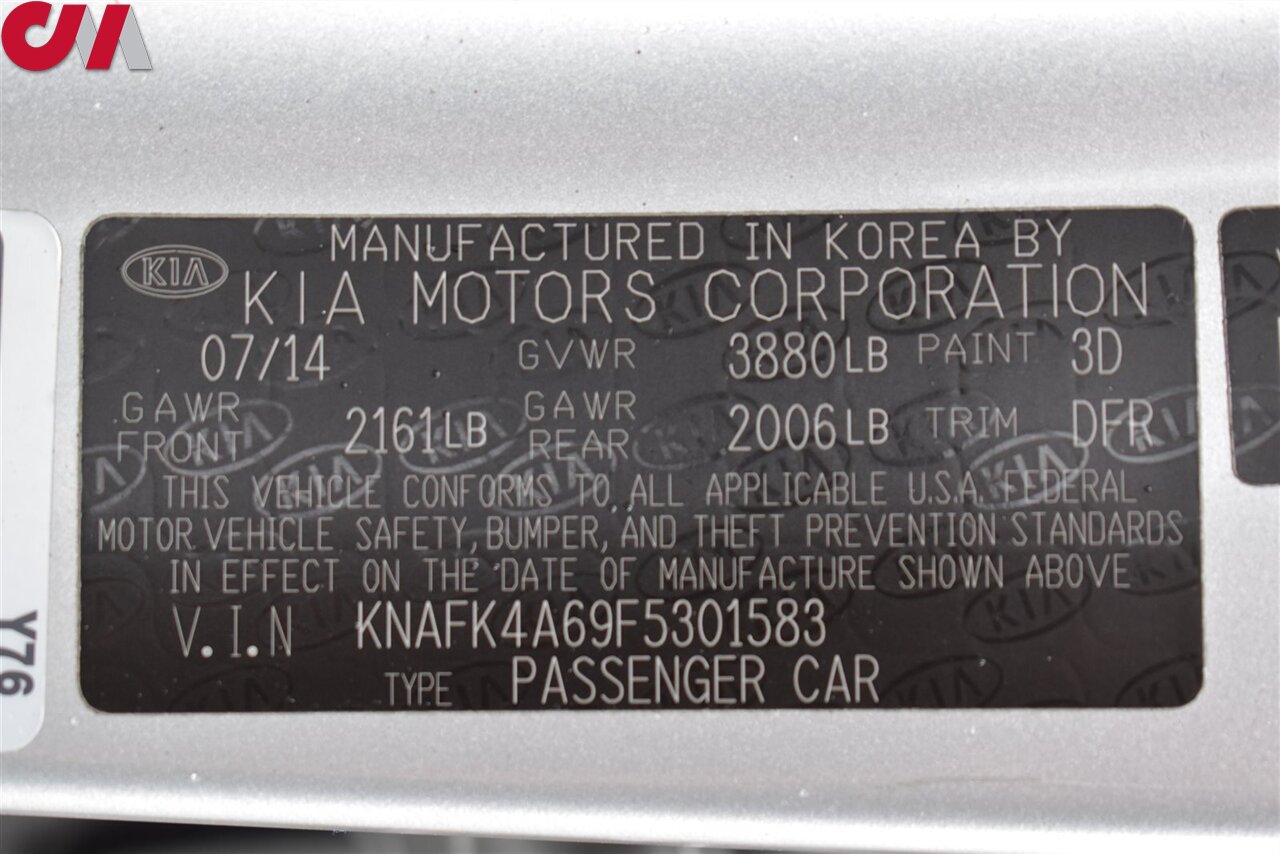 CM
MANUFACTURED IN KOREA BY
KIA
KIA MOTORS CORPORATION
07/14 GVWR 3880LB PAINT 3D
GAWR FRONT 2161LB GAWR REAR 2006LB TRIM DFR
THIS VEHICLE CONFORMS TO ALL APPLICABLE U.S.A. FEDERAL
MOTOR VEHICLE SAFETY, BUMPER, AND THEFT PREVENTION STANDARDS
IN EFFECT ON THE DATE OF MANUFACTURE SHOWN ABOVE
V.I.N KNAFK4A69F5301583
TYPE PASSENGER CAR
Y76